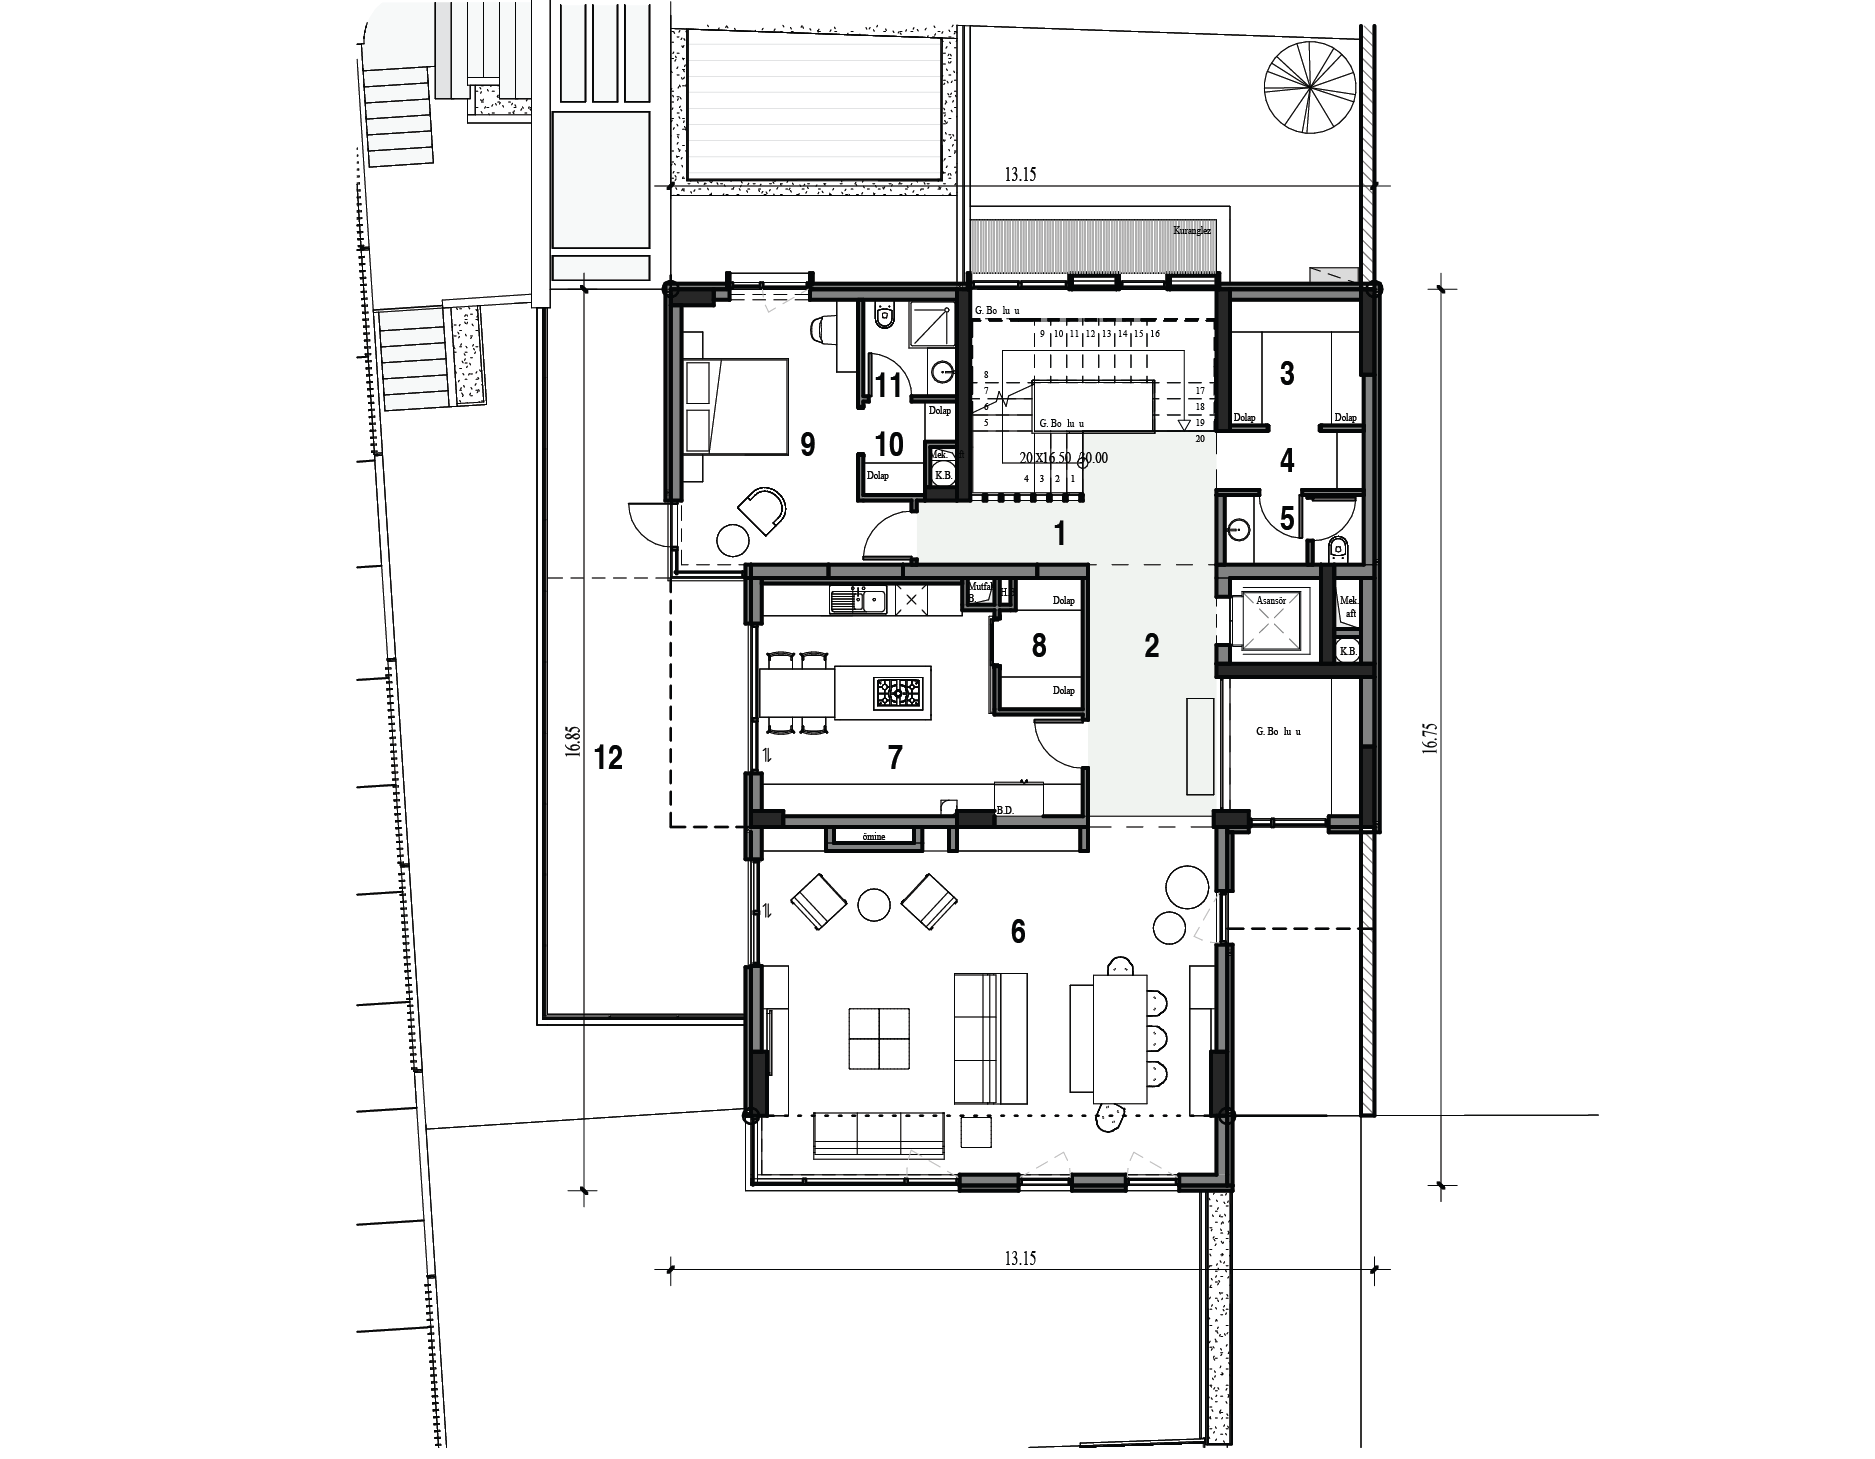 13.15
Kuranglez
G. Bo lu u
9 10 11 12 13 14 15 16
8
7
6
5
17
18
19
20
G. Bo lu u
20 X16.50 /30.00
4 3 2 1
3
Dolap
Dolap
4
5
11
Dolap
9
10
Dolap
K.B.
1
Mutfak
B.
Dolap
Asansör
Mek.
aft
8
2
K.B.
Dolap
16.85
12
7
G. Bo lu u
16.75
B.D.
ömine
6
13.15